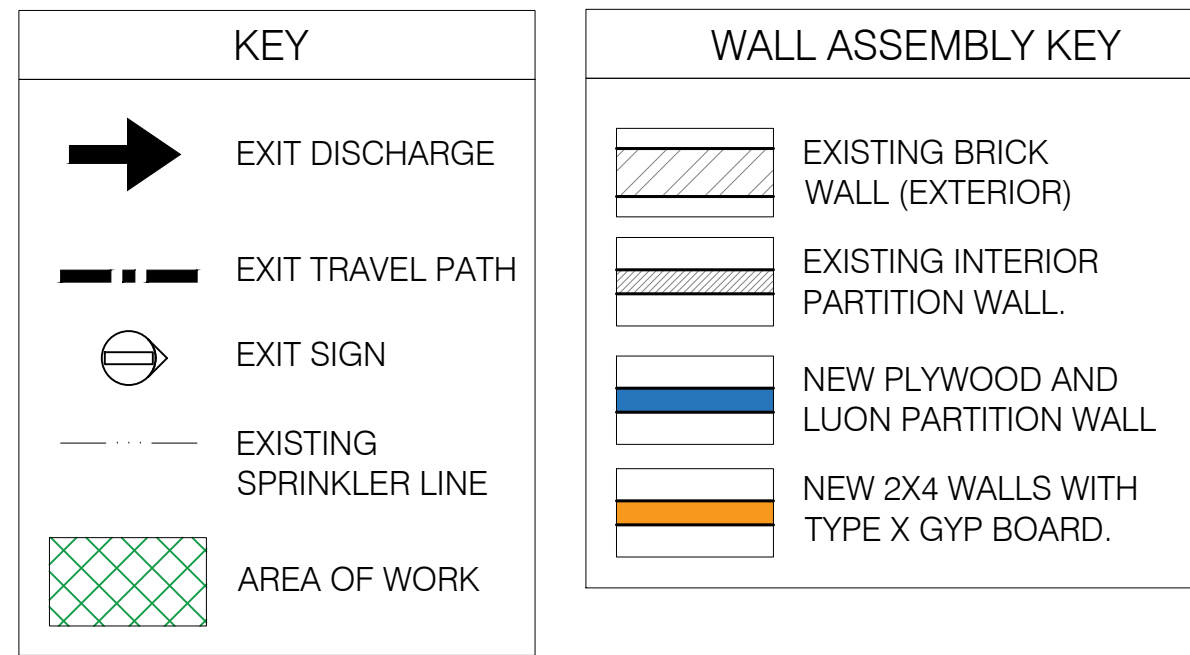 KEY
EXIT DISCHARGE
EXIT TRAVEL PATH
EXIT SIGN
EXISTING
SPRINKLER LINE
AREA OF WORK
WALL ASSEMBLY KEY
EXISTING BRICK
WALL (EXTERIOR)
EXISTING INTERIOR
PARTITION WALL.
NEW PLYWOOD AND
LUON PARTITION WALL
NEW 2X4 WALLS WITH
TYPE X GYP BOARD.